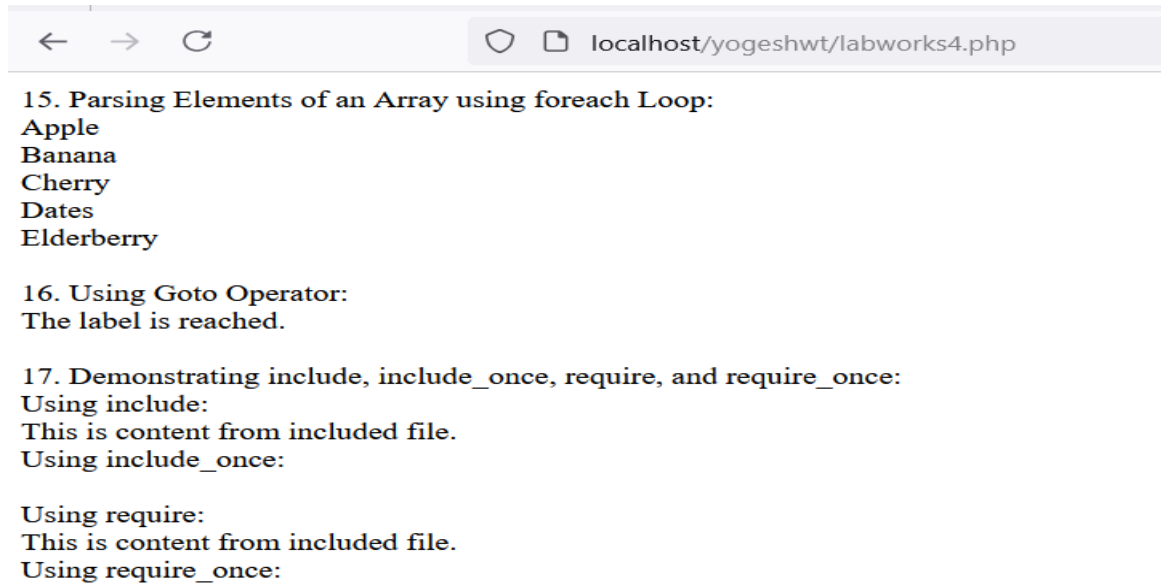 localhost/yogeshwt/labworks4.php
15. Parsing Elements of an Array using foreach Loop:
Apple
Banana
Cherry
Dates
Elderberry
16. Using Goto Operator:
The label is reached.
17. Demonstrating include, include_once, require, and require_once:
Using include:
This is content from included file.
Using include_once:
Using require:
This is content from included file.
Using require_once: